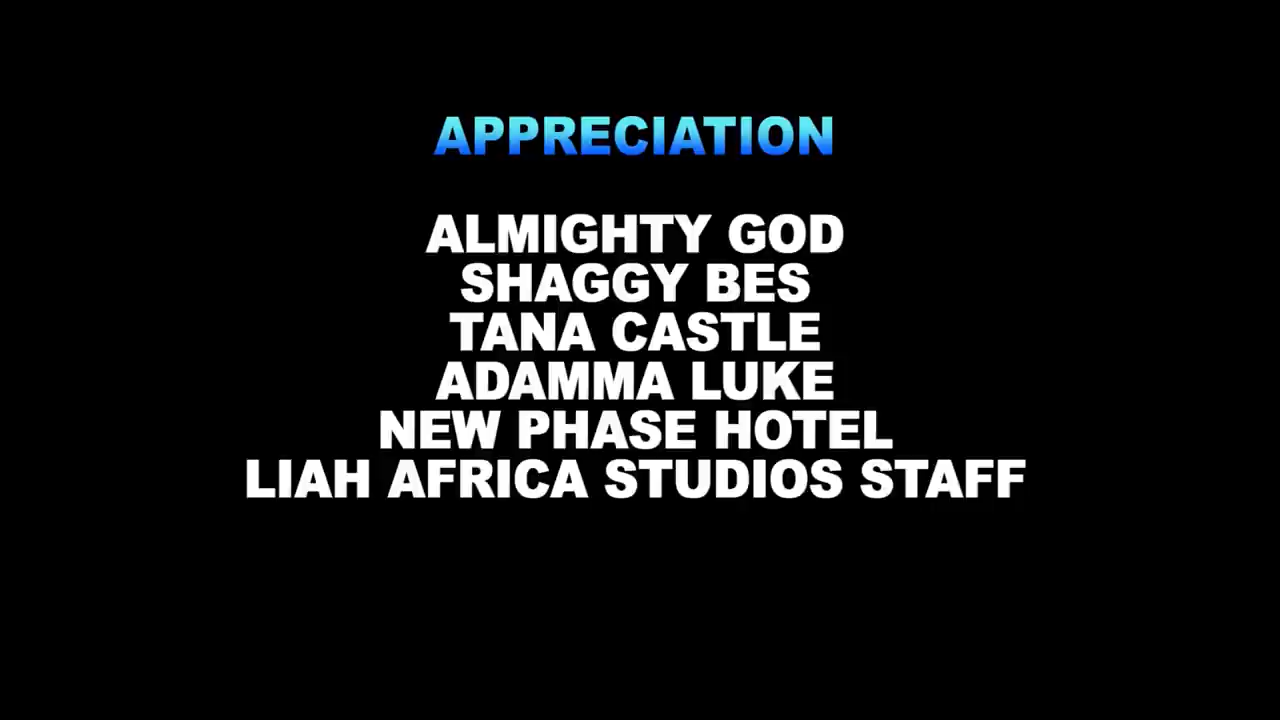 APPRECIATION
ALMIGHTY GOD
SHAGGY BES
TANA CASTLE
ADAMMA LUKE
NEW PHASE HOTEL
LIAH AFRICA STUDIOS STAFF